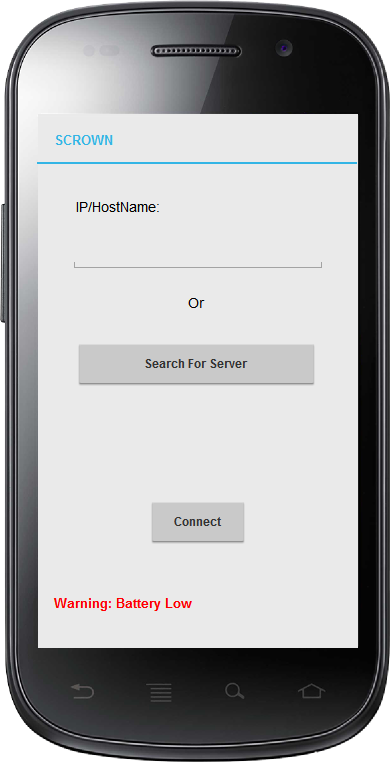 SCROWN
IP/HostName:
Or
Search For Server
Connect
Warning: Battery Low